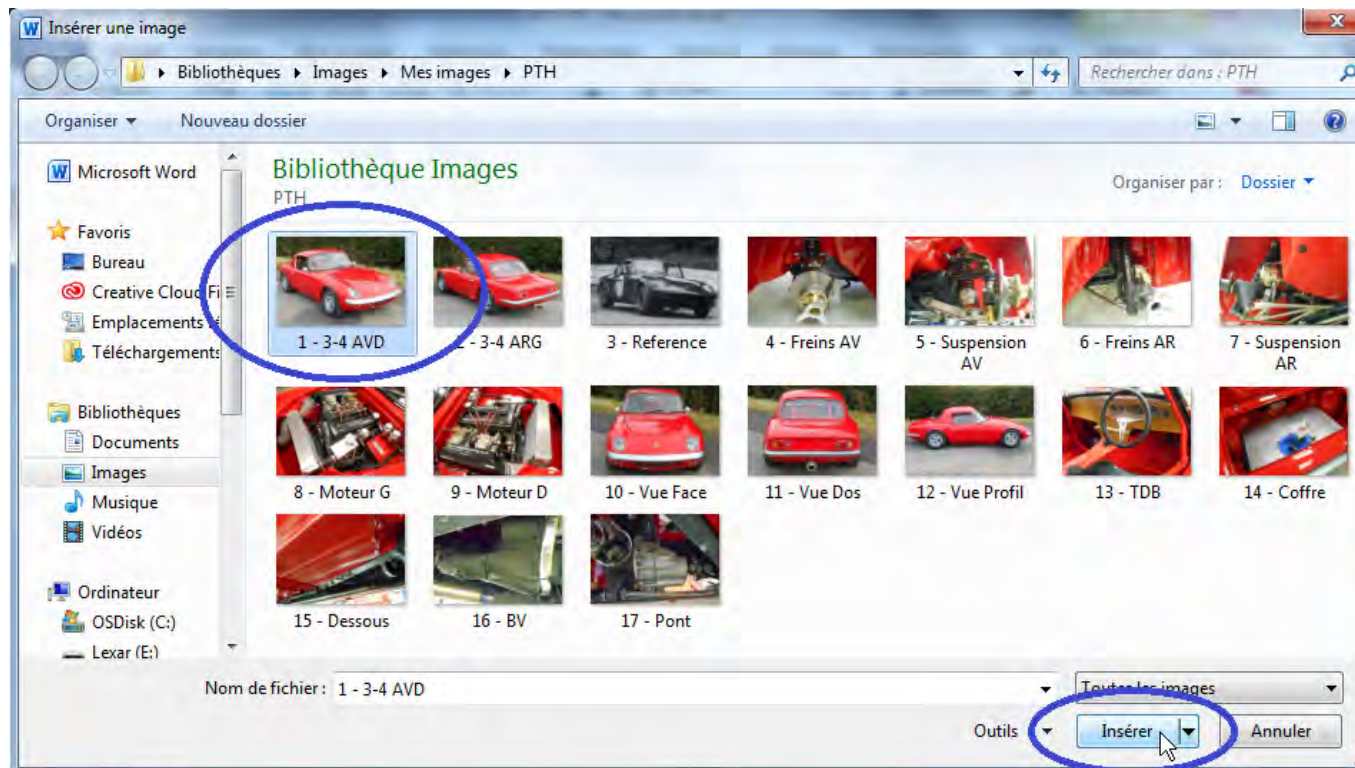 Insérer une image
Bibliothèques Images Mes images PTH
Rechercher dans : PTH
Organiser Nouveau dossier
Microsoft Word
Favoris
Bureau
Creative Cloud Fi
Emplacements
Téléchargements
Bibliothèques
Documents
Images
Musique
Vidéos
Ordinateur
OSDisk (C:)
Lexar (E:)
Bibliothèque Images
PTH
Organiser par : Dossier
1 - 3-4 AVD
2 - 3-4 ARG
3 - Reference
4 - Freins AV
5 - Suspension
AV
6 - Freins AR
7 - Suspension
AR
8 - Moteur G
9 - Moteur D
10 - Vue Face
11 - Vue Dos
12 - Vue Profil
13 - TDB
14 - Coffre
15 - Dessous
16 - BV
17 - Pont
Nom de fichier : 1 - 3-4 AVD
Toutes les images
Outils Insérer Annuler